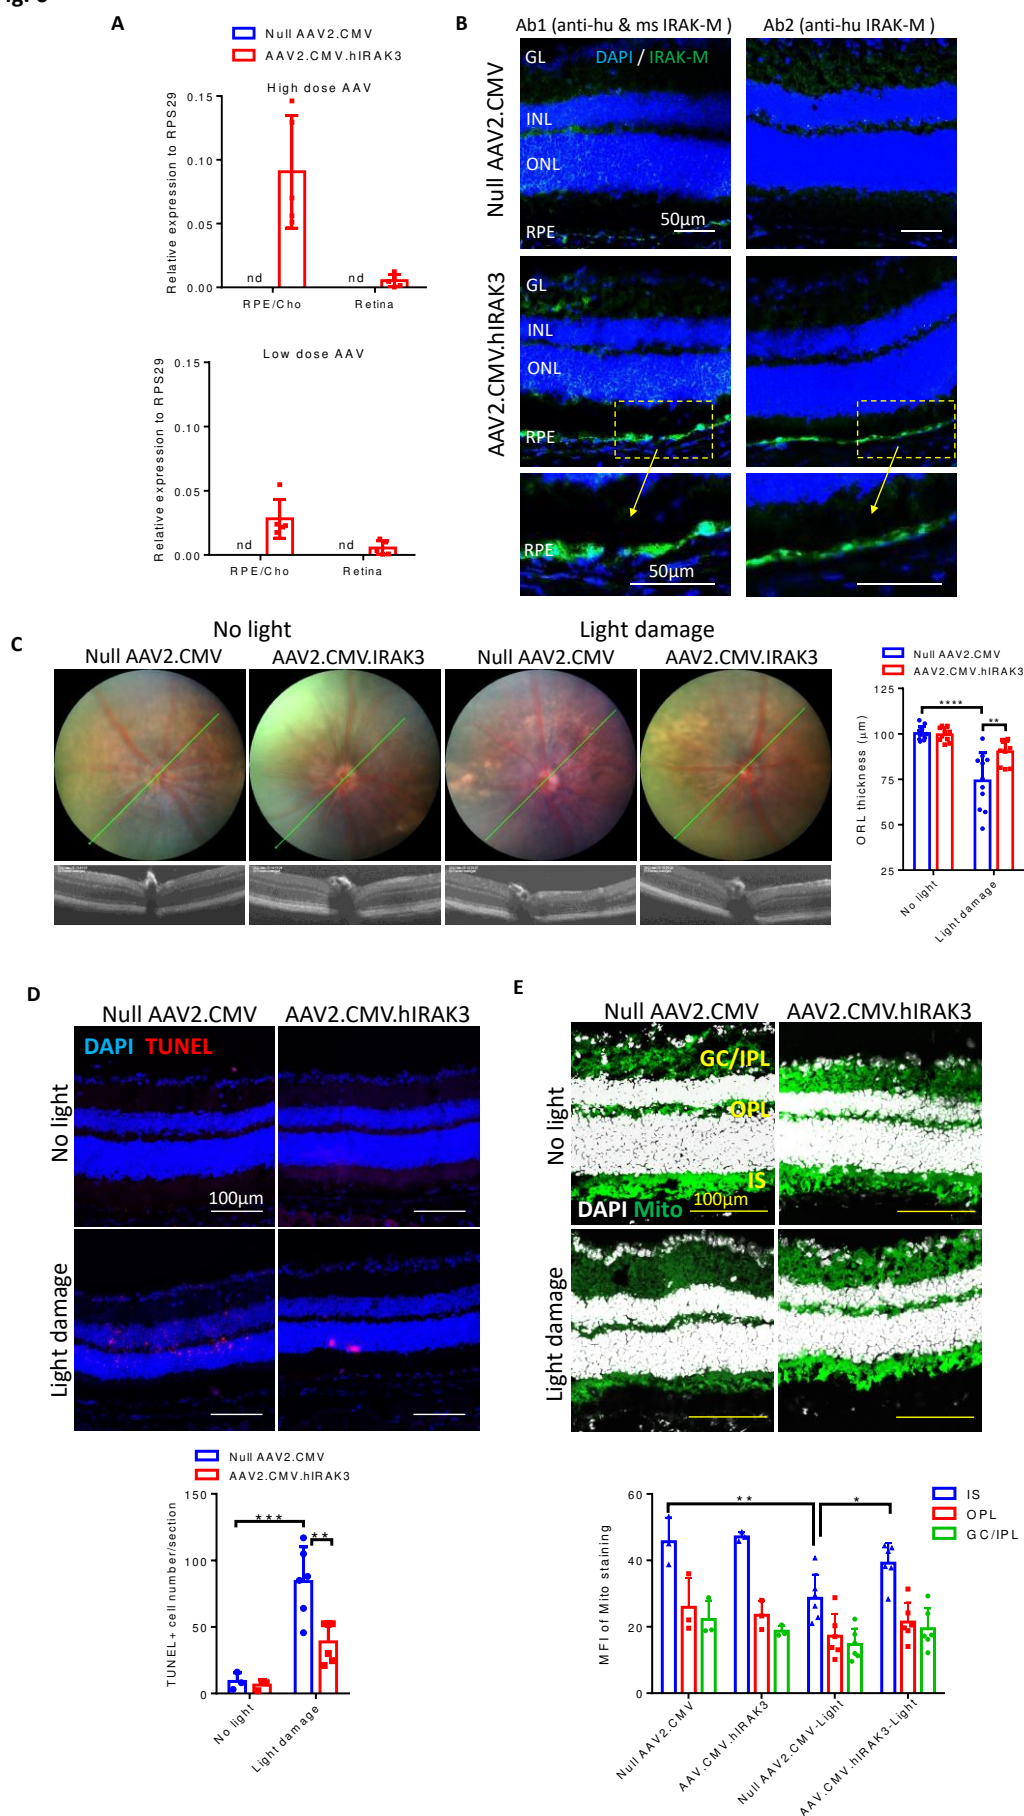 A
Null AAV2.CMV
AAV2.CMV.hIRAK3
High dose AAV
Relative expression to RPS29
0.15
0.10
0.05
0.00
nd
nd
RPE/Cho
Retina
Low dose AAV
Relative expression to RPS29
0.15
0.10
0.05
0.00
nd
nd
RPE/Cho
Retina
B
Ab1 (anti-hu & ms IRAK-M )
Ab2 (anti-hu IRAK-M )
Null AAV2.CMV
GL
DAPI / IRAK-M
INL
ONL
50μm
RPE
AAV2.CMV.hIRAK3
GL
INL
ONL
RPE
RPE
50μm
C
No light
Light damage
Null AAV2.CMV
AAV2.CMV.IRAK3
Null AAV2.CMV
AAV2.CMV.IRAK3
Null AAV2.CMV
AAV2.CMV.hIRAK3
ORL thickness (μm)
125
100
75
50
25
****
**
No light
Light damage
D
Null AAV2.CMV
AAV2.CMV.hIRAK3
No light
DAPI TUNEL
100μm
Light damage
Null AAV2.CMV
AAV2.CMV.hIRAK3
TUNEL+ cell number/section
150
100
50
0
***
**
No light
Light damage
E
Null AAV2.CMV
AAV2.CMV.hIRAK3
No light
GC/IPL
OPL
IS
100μm
DAPI Mito
Light damage
MFI of Mito staining
60
40
20
0
**
*
IS
OPL
GC/IPL
Null AAV2.CMV
AAV.CMV.hIRAK3
Null AAV2.CMV-Light
AAV.CMV.hIRAK3-Light